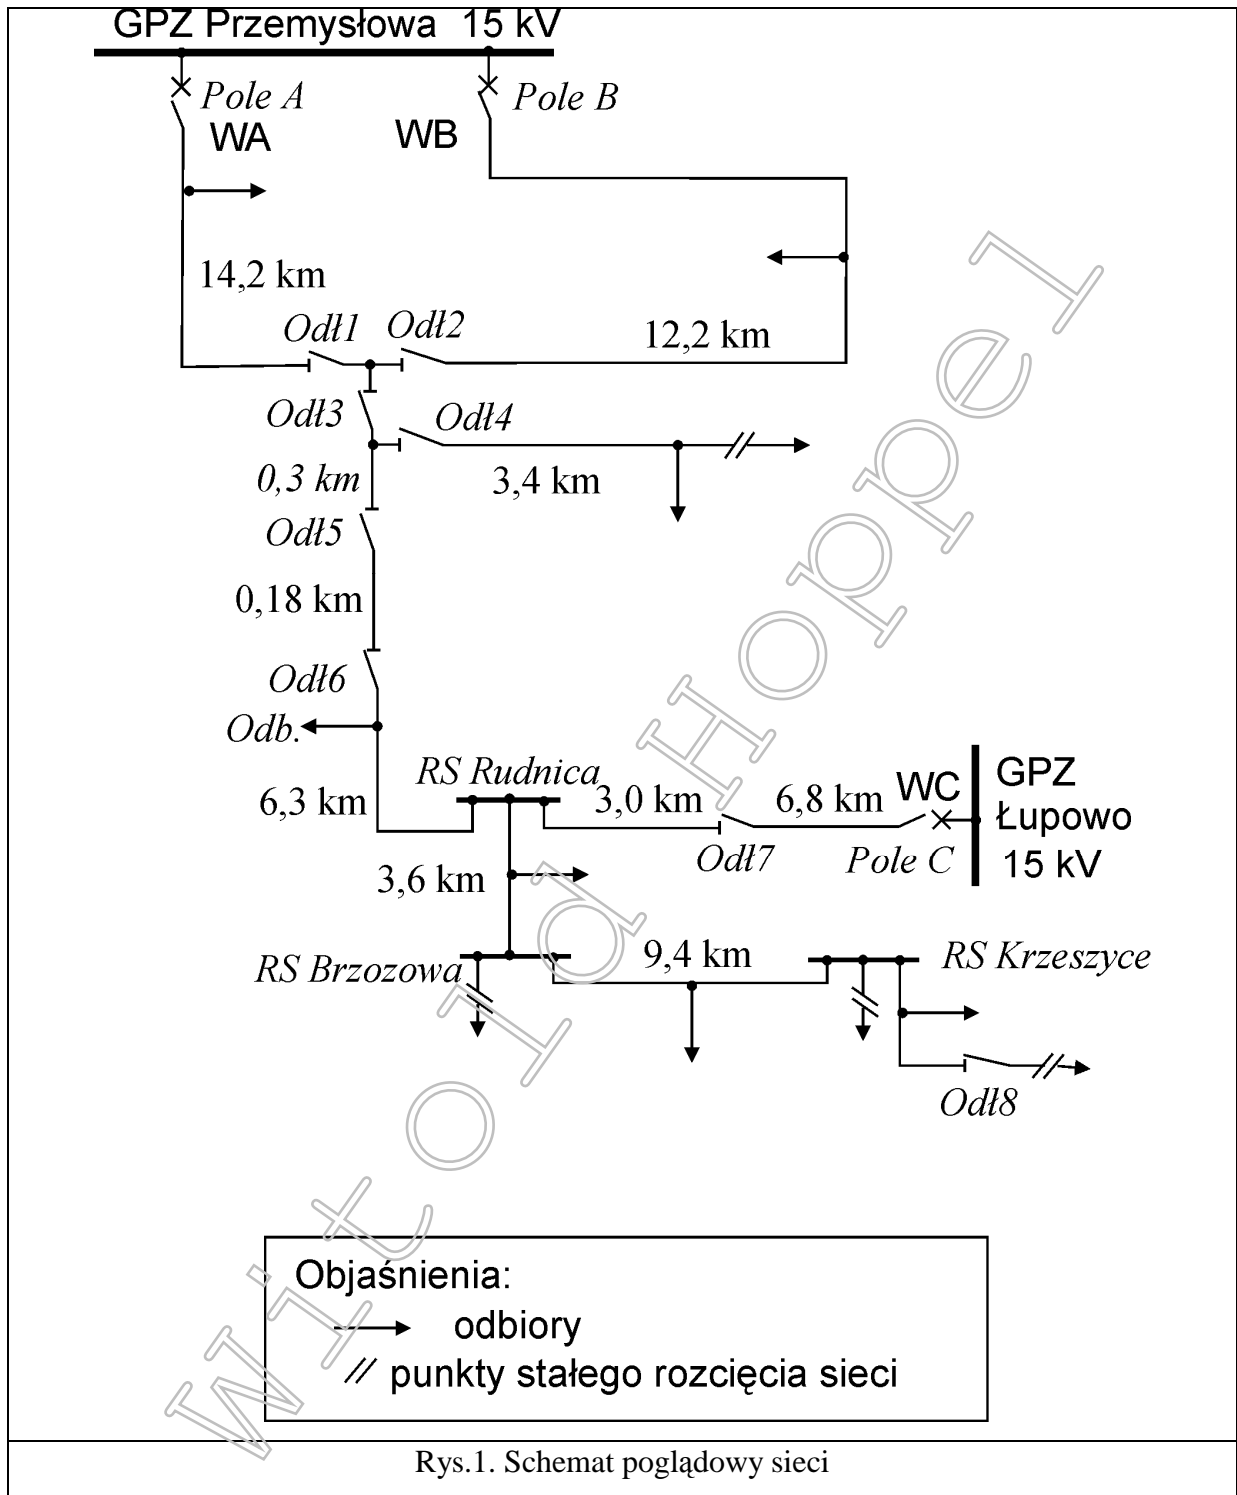 GPZ Przemysłowa 15 kV
Pole A
Pole B
WA
WB
14,2 km
Odł1
Odł2
12,2 km
Odł3
Odł4
0,3 km
3,4 km
Odł5
0,18 km
Odł6
Odb.
RS Rudnica
6,3 km
3,0 km
6,8 km
WC
GPZ
Łupowo
15 kV
Odł7
Pole C
3,6 km
RS Brzozowa
9,4 km
RS Krzeszyce
Odł8
Objaśnienia:
odbiory
// punkty stałego rozcięcia sieci
Rys.1. Schemat poglądowy sieci
Witold Hoppel